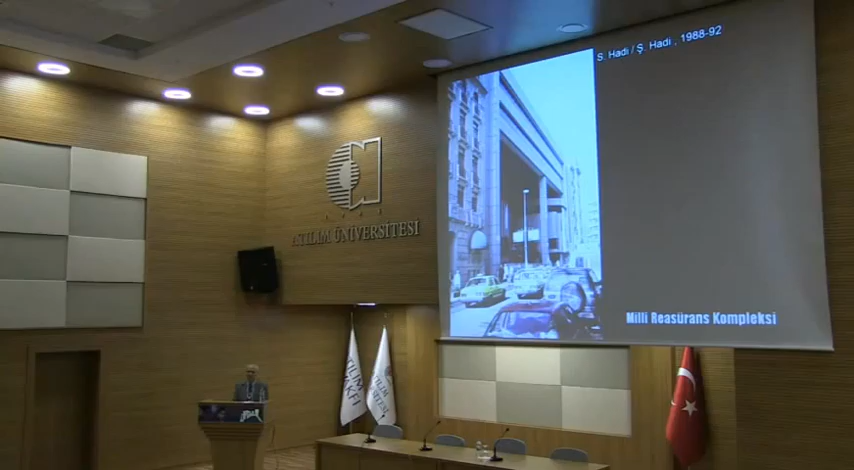 S. Hadi / Ş. Hadi , 1988-92
ATILIM ÜNİVERSİTESİ
Milli Reasürans Kompleksi